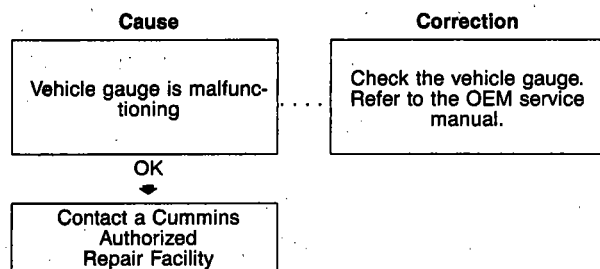 Cause
Correction
Vehicle gauge is malfunc-
tioning
Check the vehicle gauge.
Refer to the OEM service
manual.
OK
Contact a Cummins
Authorized
Repair Facility